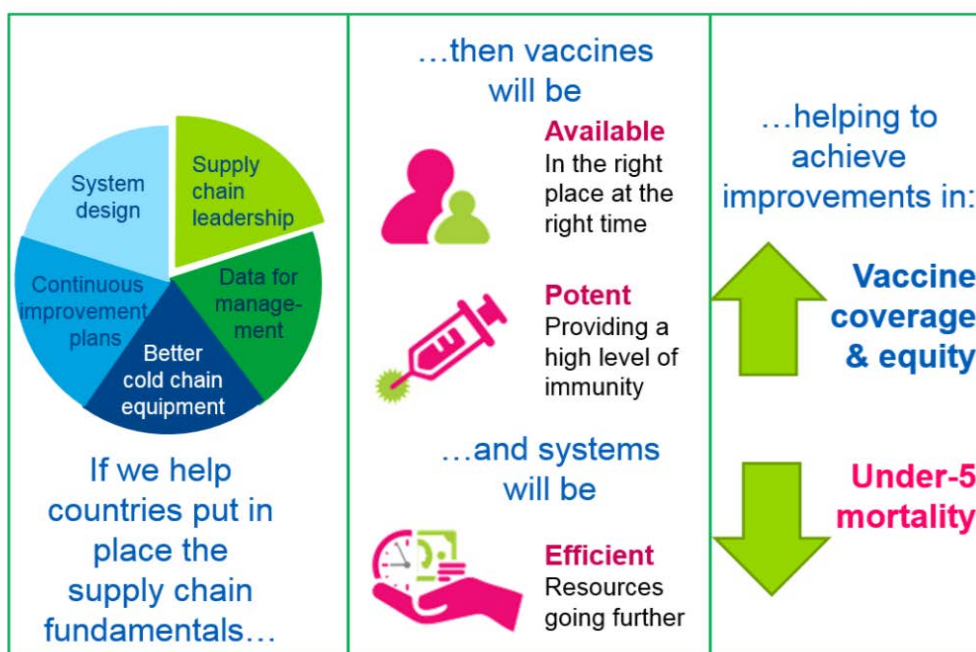 System
design
Supply
chain
leadership
Continuous
improvement
plans
Data for
manage-
ment
Better
cold chain
equipment
If we help
countries put in
place the
supply chain
fundamentals…
…then vaccines
will be
Available
In the right
place at the
right time
Potent
Providing a
high level of
immunity
…and systems
will be
Efficient
Resources
going further
…helping to
achieve
improvements in:
Vaccine
coverage
& equity
Under-5
mortality